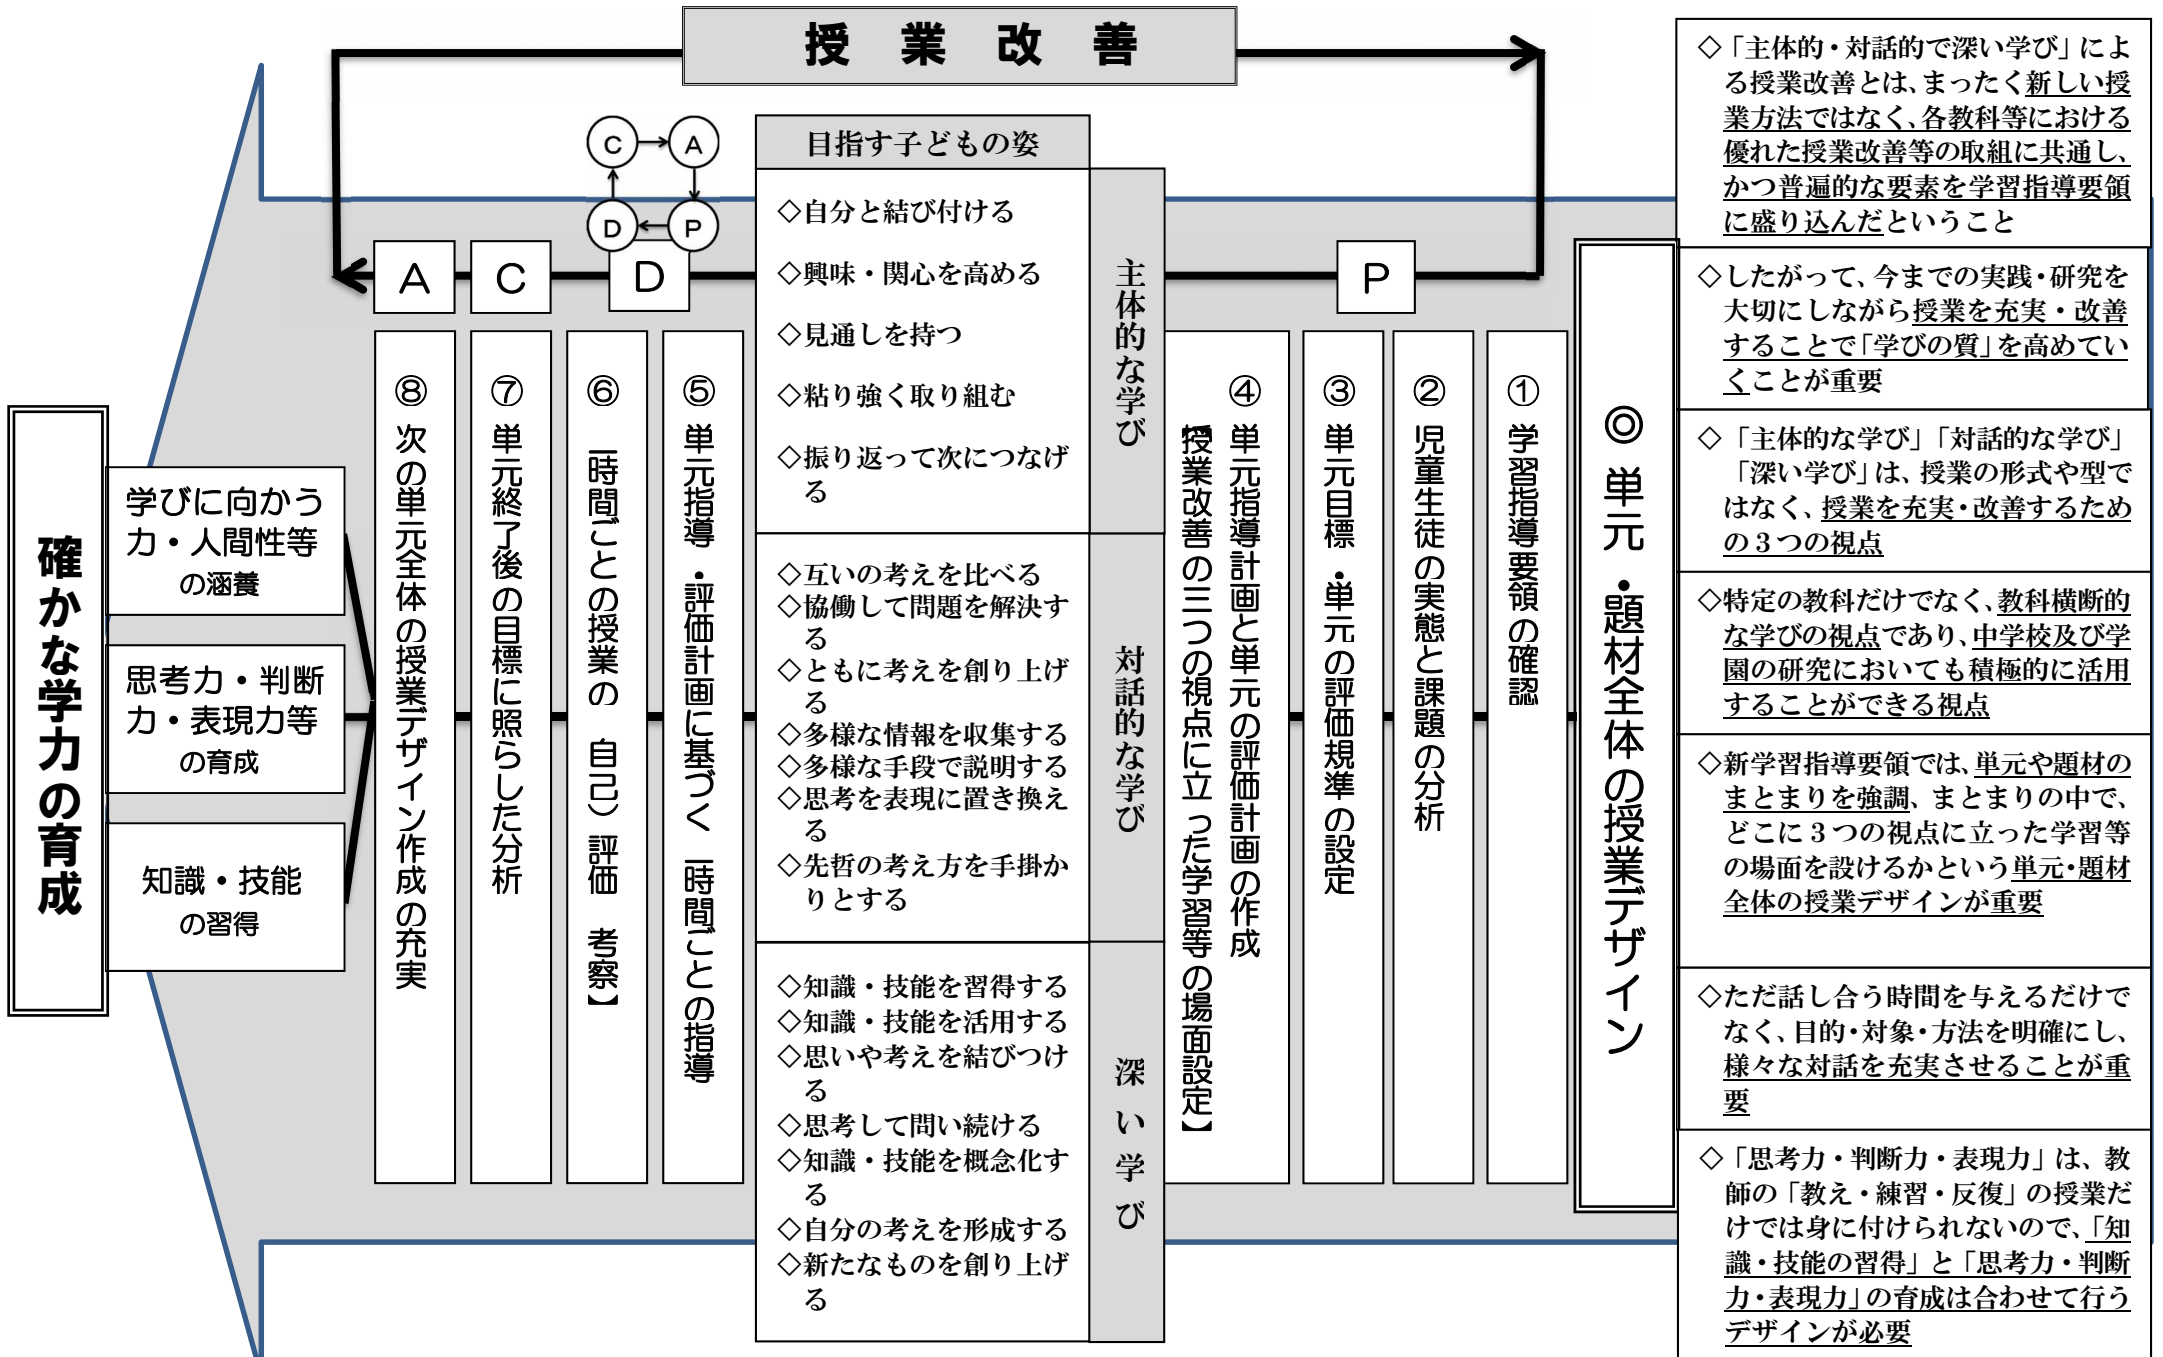 授業改善
◇「主体的・対話的で深い学び」によ
る授業改善とは、まったく新しい授
業方法ではなく、各教科等における
優れた授業改善等の取組に共通し、
かつ普遍的な要素を学習指導要領
に盛り込んだということ
◇したがって、今までの実践・研究を
大切にしながら授業を充実・改善
することで「学びの質」を高めてい
くことが重要
◇「主体的な学び」「対話的な学び」
「深い学び」は、授業の形式や型で
はなく、授業を充実・改善するため
の３つの視点
◇特定の教科だけでなく、教科横断的
な学びの視点であり、中学校及び学
園の研究においても積極的に活用
することができる視点
◇新学習指導要領では、単元や題材の
まとまりを強調、まとまりの中で、
どこに３つの視点に立った学習等
の場面を設けるかという単元・題材
全体の授業デザインが重要
◇ただ話し合う時間を与えるだけで
なく、目的・対象・方法を明確にし、
様々な対話を充実させることが重
要
◇「思考力・判断力・表現力」は、教
師の「教え・練習・反復」の授業だ
けでは身に付けられないので、「知
識・技能の習得」と「思考力・判断
力・表現力」の育成は合わせて行う
デザインが必要
◎単元・題材全体の授業デザイン
P
①学習指導要領の確認
②児童生徒の実態と課題の分析
③単元目標・単元の評価規準の設定
④単元指導計画と単元の評価計画の作成
【授業改善の三つの視点に立った学習等の場面設定】
目指す子どもの姿
主体的な学び
◇自分と結び付ける
◇興味・関心を高める
◇見通しを持つ
◇粘り強く取り組む
◇振り返って次につなげ
る
対話的な学び
◇互いの考えを比べる
◇協働して問題を解決す
る
◇ともに考えを創り上げ
る
◇多様な情報を収集する
◇多様な手段で説明する
◇思考を表現に置き換え
る
◇先哲の考え方を手掛か
りとする
深い学び
◇知識・技能を習得する
◇知識・技能を活用する
◇思いや考えを結びつけ
る
◇思考して問い続ける
◇知識・技能を概念化す
る
◇自分の考えを形成する
◇新たなものを創り上げ
る
C
A
D
P
D
C
A
⑤単元指導・評価計画に基づく一時間ごとの指導
⑥一時間ごとの授業の 自己）評価 考察】
⑦単元終了後の目標に照らした分析
⑧次の単元全体の授業デザイン作成の充実
学びに向かう
力・人間性等
の涵養
思考力・判断
力・表現力等
の育成
知識・技能
の習得
確かな学力の育成